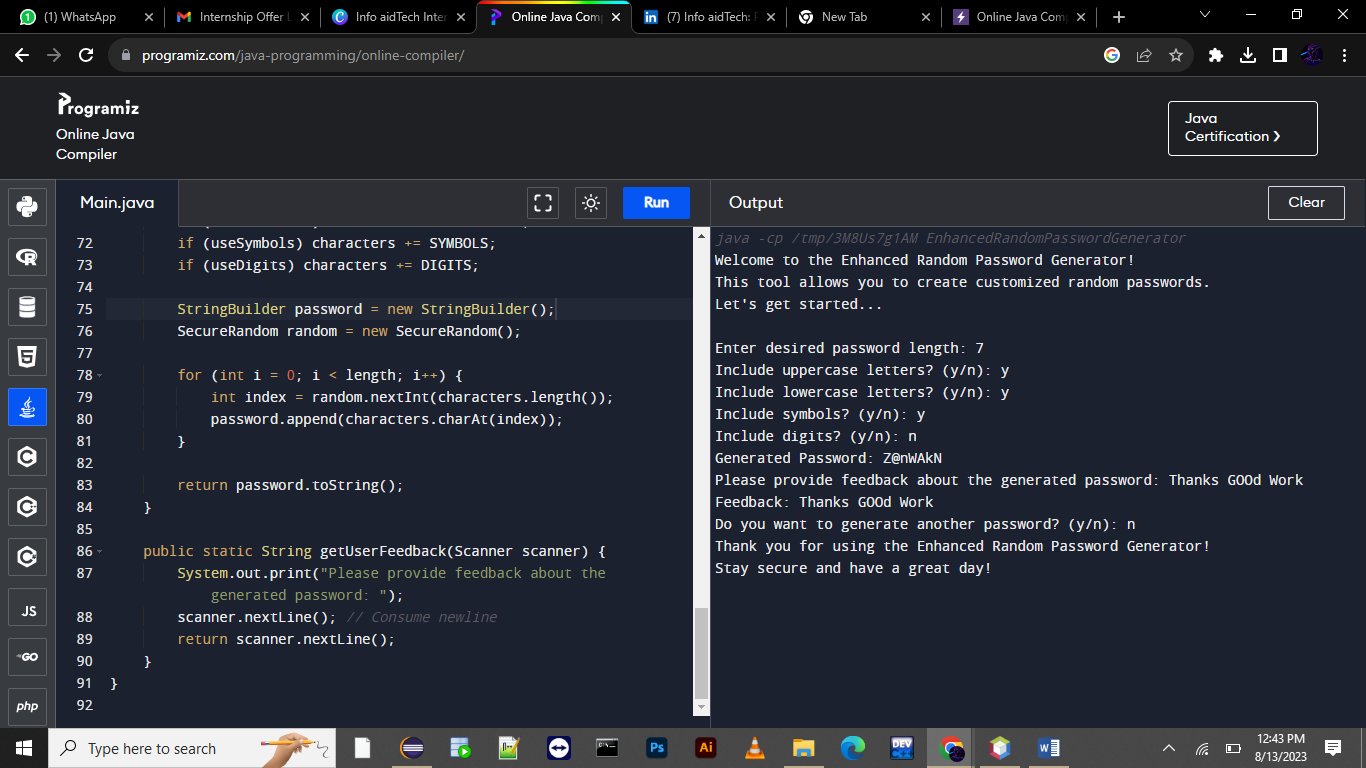 (1) WhatsApp
Internship Offer L
Info aidTech Inter
Online Java Comp
(7) Info aidTech: F
New Tab
Online Java Comp
programiz.com/java-programming/online-compiler/
Programiz
Online Java
Compiler
Java
Certification ❯
Main.java
Run
72 if (useSymbols) characters += SYMBOLS;
73 if (useDigits) characters += DIGITS;
74
75 StringBuilder password = new StringBuilder();
76 SecureRandom random = new SecureRandom();
77
78 for (int i = 0; i < length; i++) {
79 int index = random.nextInt(characters.length());
80 password.append(characters.charAt(index));
81 }
82
83 return password.toString();
84 }
85
86 public static String getUserFeedback(Scanner scanner) {
87 System.out.print("Please provide feedback about the
generated password: ");
88 scanner.nextLine(); // Consume newline
89 return scanner.nextLine();
90 }
91 }
92
Output
Clear
java -cp /tmp/3M8Us7g1AM EnhancedRandomPasswordGenerator
Welcome to the Enhanced Random Password Generator!
This tool allows you to create customized random passwords.
Let's get started...
Enter desired password length: 7
Include uppercase letters? (y/n): y
Include lowercase letters? (y/n): y
Include symbols? (y/n): y
Include digits? (y/n): n
Generated Password: Z@nWAkN
Please provide feedback about the generated password: Thanks GOOd Work
Feedback: Thanks GOOd Work
Do you want to generate another password? (y/n): n
Thank you for using the Enhanced Random Password Generator!
Stay secure and have a great day!
JS
GO
php
Type here to search
Ps
Ai
DEV
12:43 PM
8/13/2023